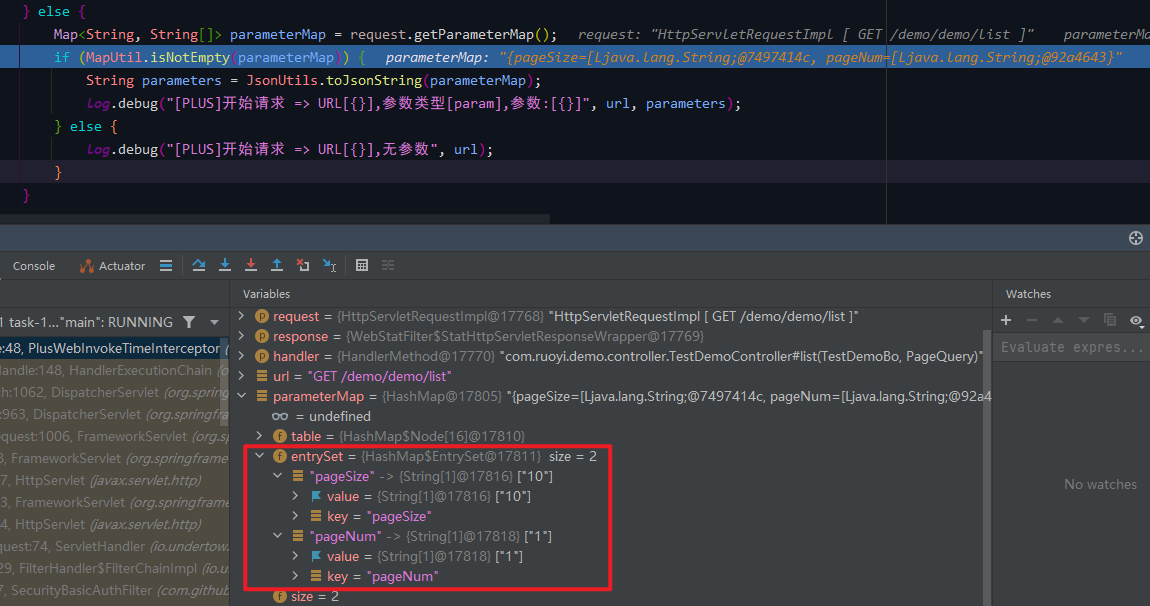 } else {
Map<String, String[]> parameterMap = request.getParameterMap(); request: "HttpServletRequestImpl [ GET /demo/demo/list ]" parameterMa
if (MapUtil.isNotEmpty(parameterMap)) { parameterMap: "{pageSize=[Ljava.lang.String;@7497414c, pageNum=[Ljava.lang.String;@92a4643}"
String parameters = JsonUtils.toJsonString(parameterMap);
log.debug("[PLUS]开始请求 => URL[{}],参数类型[param],参数:[{}]", url, parameters);
} else {
log.debug("[PLUS]开始请求 => URL[{}],无参数", url);
}
}
Console Actuator
Variables
Watches
1 task-1..."main": RUNNING
e:48, PlusWebInvokeTimeInterceptor
andle:148, HandlerExecutionChain (o
ch:1062, DispatcherServlet (org.spring
:963, DispatcherServlet (org.springfra
equest:1006, FrameworkServlet (org.s
8, FrameworkServlet (org.springframe
7, HttpServlet (javax.servlet.http)
3, FrameworkServlet (org.springframe
4, HttpServlet (javax.servlet.http)
quest:74, ServletHandler (io.undertow
29, FilterHandler$FilterChainImpl (io.u
7, SecurityBasicAuthFilter (com.github
request = {HttpServletRequestImpl@17768} "HttpServletRequestImpl [ GET /demo/demo/list ]"
response = {WebStatFilter$StatHttpServletResponseWrapper@17769}
handler = {HandlerMethod@17770} "com.ruoyi.demo.controller.TestDemoController#list(TestDemoBo, PageQuery)"
url = "GET /demo/demo/list"
parameterMap = {HashMap@17805} "{pageSize=[Ljava.lang.String;@7497414c, pageNum=[Ljava.lang.String;@92a4
= undefined
table = {HashMap$Node[16]@17810}
entrySet = {HashMap$EntrySet@17811} size = 2
"pageSize" -> {String[1]@17816} ["10"]
value = {String[1]@17816} ["10"]
key = "pageSize"
"pageNum" -> {String[1]@17818} ["1"]
value = {String[1]@17818} ["1"]
key = "pageNum"
size = 2
Evaluate expres...
No watches